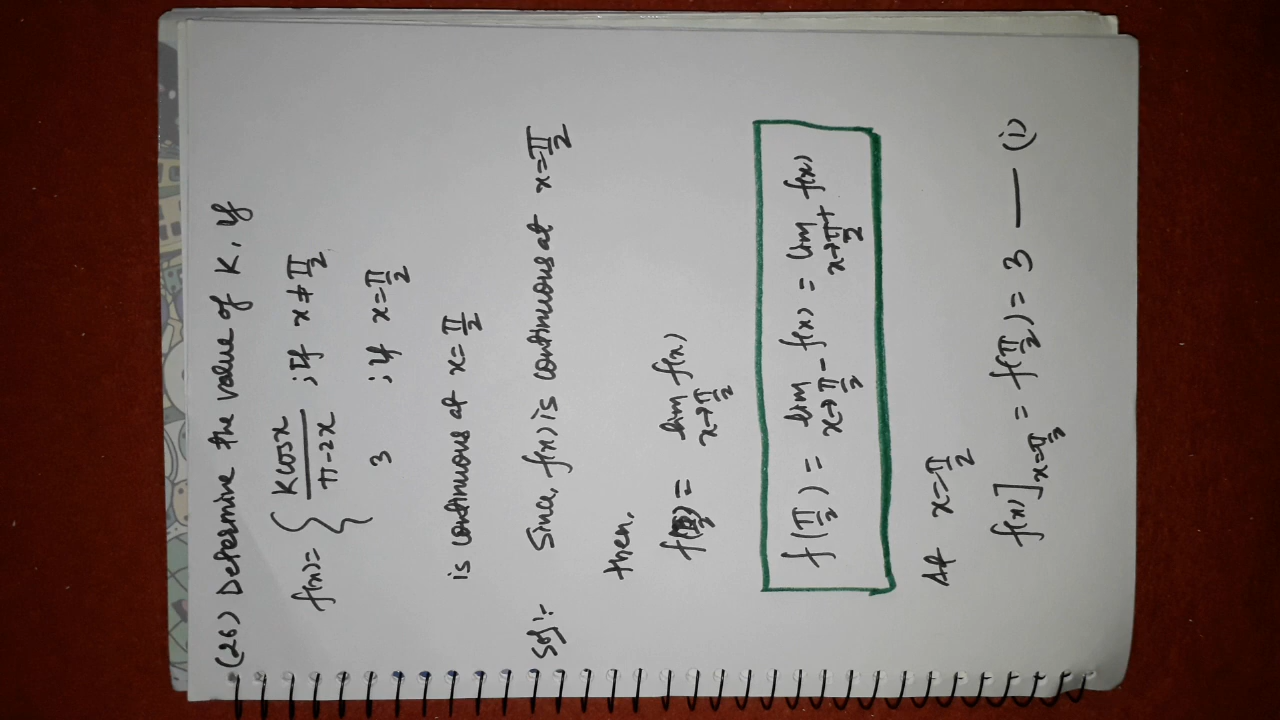 (26) Determine the value of K, if
f(x) = { Kcosx / π-2x ; If x ≠ π/2
3 ; if x = π/2
is continuous at x = π/2
Sol:- Since, f(x) is continuous at x = π/2
then,
f(π/2) = lim x→π/2 f(x)
f(π/2) = lim x→π/2- f(x) = lim x→π/2+ f(x)
At x = π/2
f(x)]x=π/2 = f(π/2) = 3 — (i)